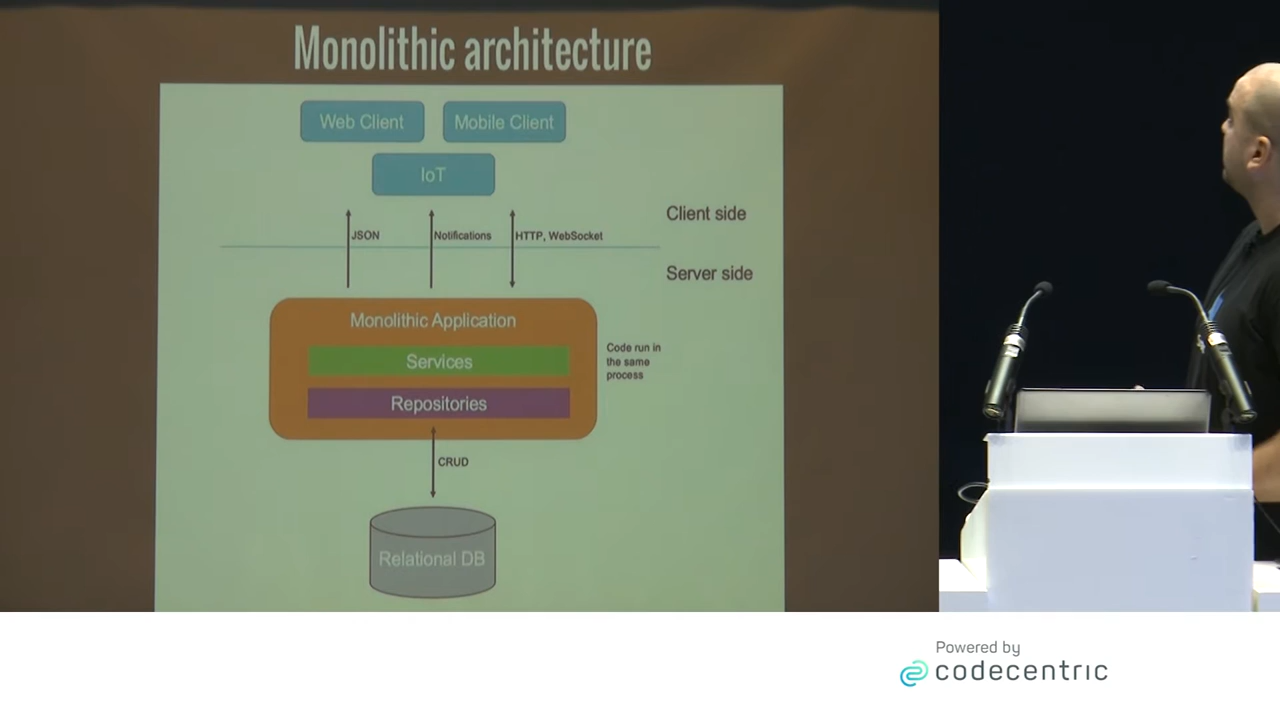 Monolithic architecture
Web Client
Mobile Client
IoT
Client side
JSON
Notifications
HTTP, WebSocket
Server side
Monolithic Application
Services
Repositories
Code run in
the same
process
CRUD
Relational DB
Powered by
codecentric